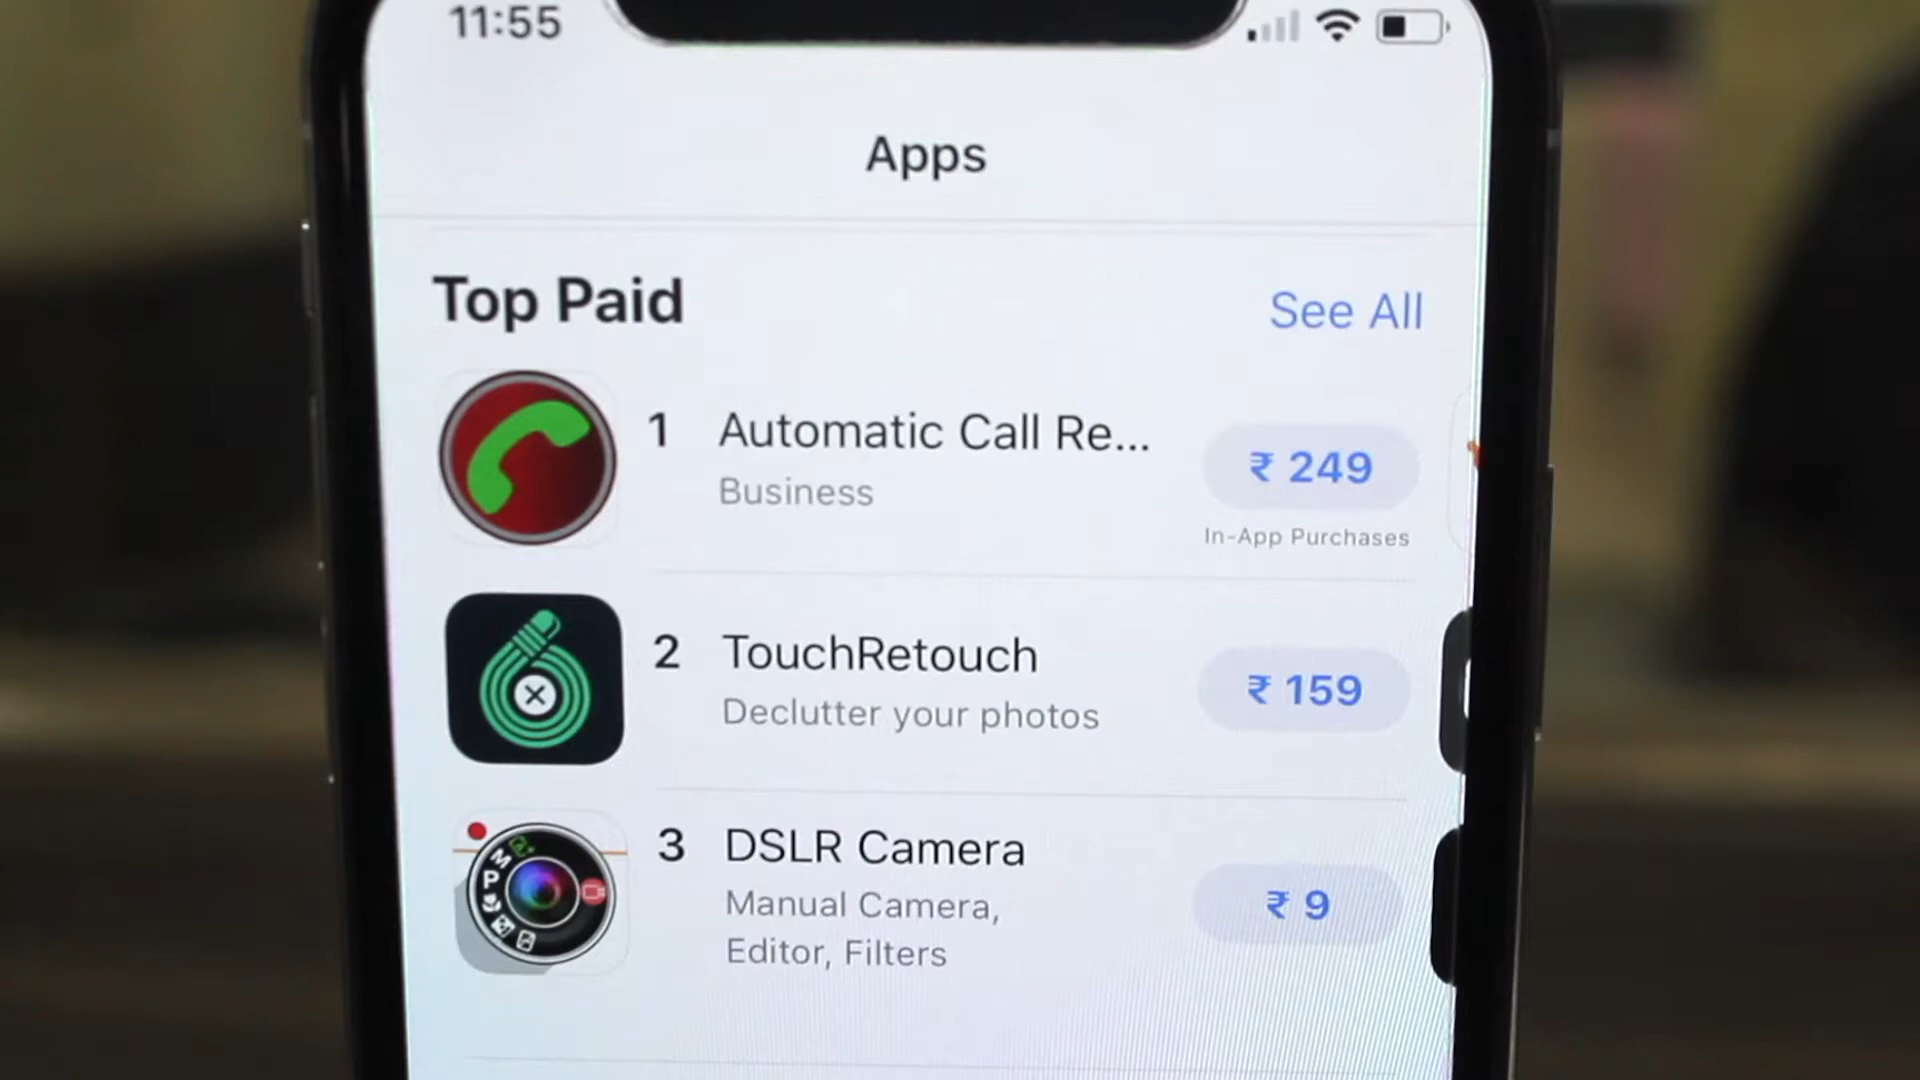 11:55
Apps
Top Paid
See All
1
Automatic Call Re...
Business
₹ 249
In-App Purchases
2
TouchRetouch
Declutter your photos
₹ 159
3
DSLR Camera
Manual Camera,
Editor, Filters
₹ 9
M
P